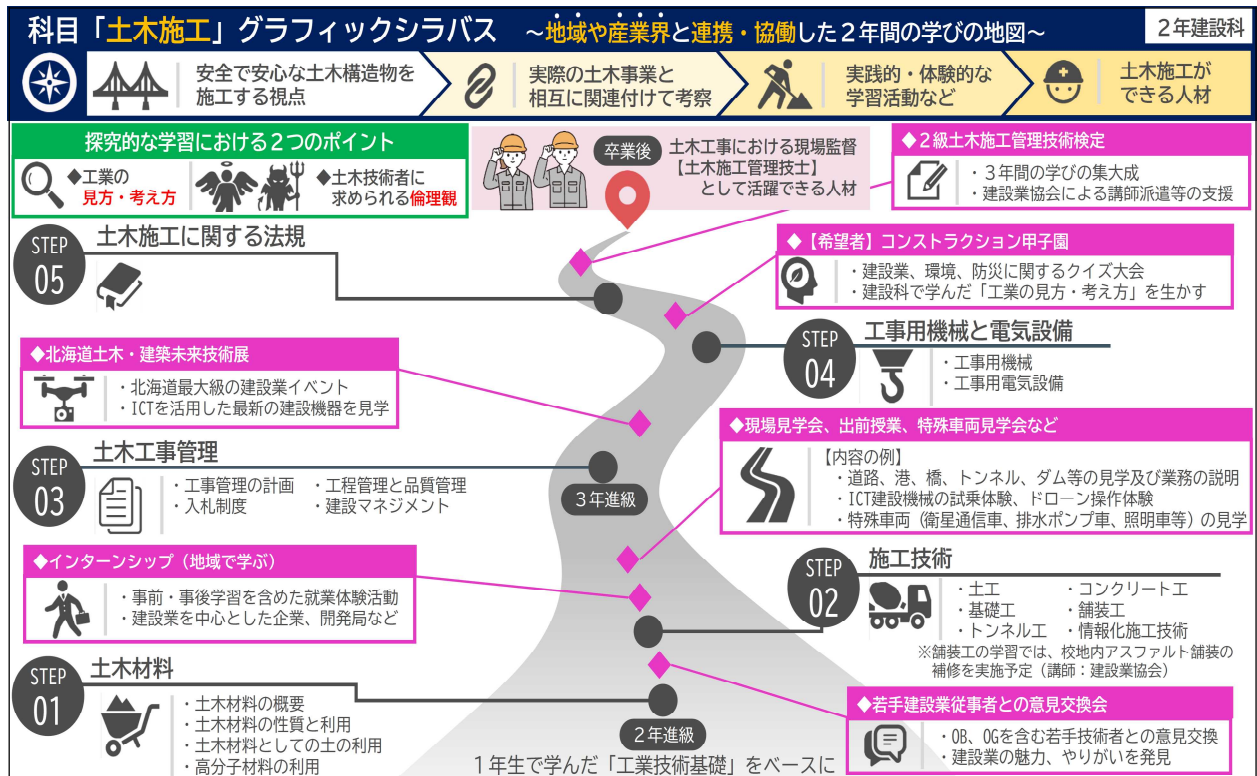 科目「土木施工」グラフィックシラバス ～地域や産業界と連携・協働した２年間の学びの地図～
２年建設科
安全で安心な土木構造物を
施工する視点
実際の土木事業と
相互に関連付けて考察
実践的・体験的な
学習活動など
土木施工が
できる人材
探究的な学習における２つのポイント
◆工業の
見方・考え方
◆土木技術者に
求められる倫理観
卒業後
土木工事における現場監督
【土木施工管理技士】
として活躍できる人材
◆２級土木施工管理技術検定
・３年間の学びの集大成
・建設業協会による講師派遣等の支援
STEP
05
土木施工に関する法規
◆【希望者】コンストラクション甲子園
・建設業、環境、防災に関するクイズ大会
・建設科で学んだ「工業の見方・考え方」を生かす
STEP
04
工事用機械と電気設備
・工事用機械
・工事用電気設備
◆北海道土木・建築未来技術展
・北海道最大級の建設業イベント
・ICTを活用した最新の建設機器を見学
◆現場見学会、出前授業、特殊車両見学会など
【内容の例】
・道路、港、橋、トンネル、ダム等の見学及び業務の説明
・ICT建設機械の試乗体験、ドローン操作体験
・特殊車両（衛星通信車、排水ポンプ車、照明車等）の見学
STEP
03
土木工事管理
・工事管理の計画 ・工程管理と品質管理
・入札制度 ・建設マネジメント
３年進級
◆インターンシップ（地域で学ぶ）
・事前・事後学習を含めた就業体験活動
・建設業を中心とした企業、開発局など
STEP
02
施工技術
・土工 ・コンクリート工
・基礎工 ・舗装工
・トンネル工 ・情報化施工技術
※舗装工の学習では、校地内アスファルト舗装の
補修を実施予定（講師：建設業協会）
STEP
01
土木材料
・土木材料の概要
・土木材料の性質と利用
・土木材料としての土の利用
・高分子材料の利用
２年進級
１年生で学んだ「工業技術基礎」をベースに
◆若手建設業従事者との意見交換会
・OB、OGを含む若手技術者との意見交換
・建設業の魅力、やりがいを発見